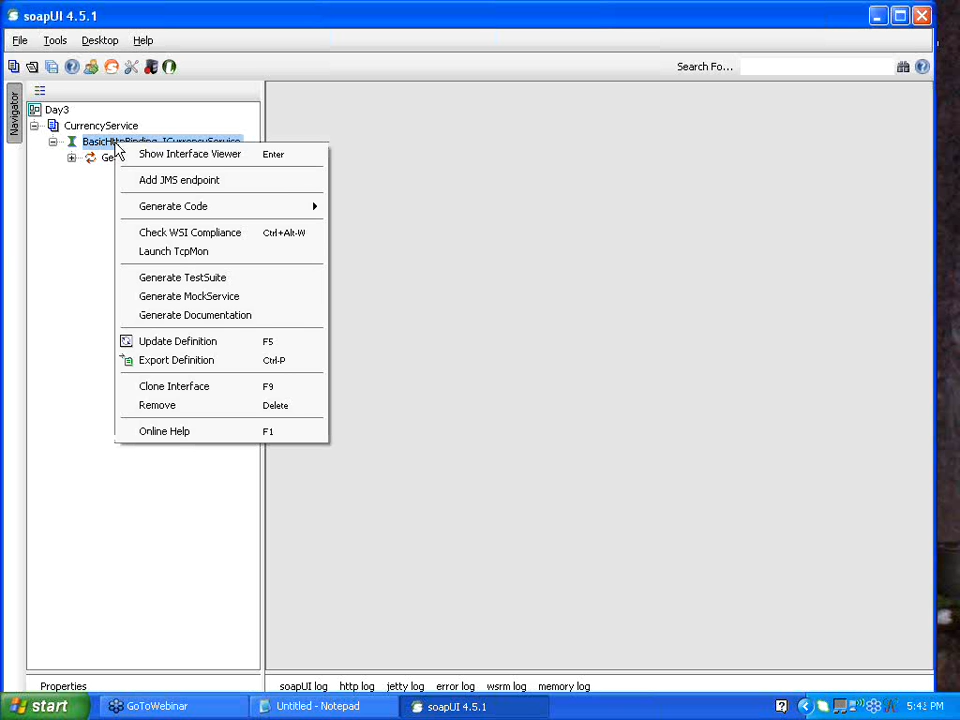 soapUI 4.5.1
File Tools Desktop Help
Search Fo...
Navigator
Day3
CurrencyService
BasicHttpBinding_ICurrencyService
Ge
Show Interface Viewer Enter
Add JMS endpoint
Generate Code
Check WSI Compliance Ctrl+Alt-W
Launch TcpMon
Generate TestSuite
Generate MockService
Generate Documentation
Update Definition F5
Export Definition Ctrl-P
Clone Interface F9
Remove Delete
Online Help F1
Properties
soapUI log http log jetty log error log wsrm log memory log
start GoToWebinar Untitled - Notepad soapUI 4.5.1 5:43 PM